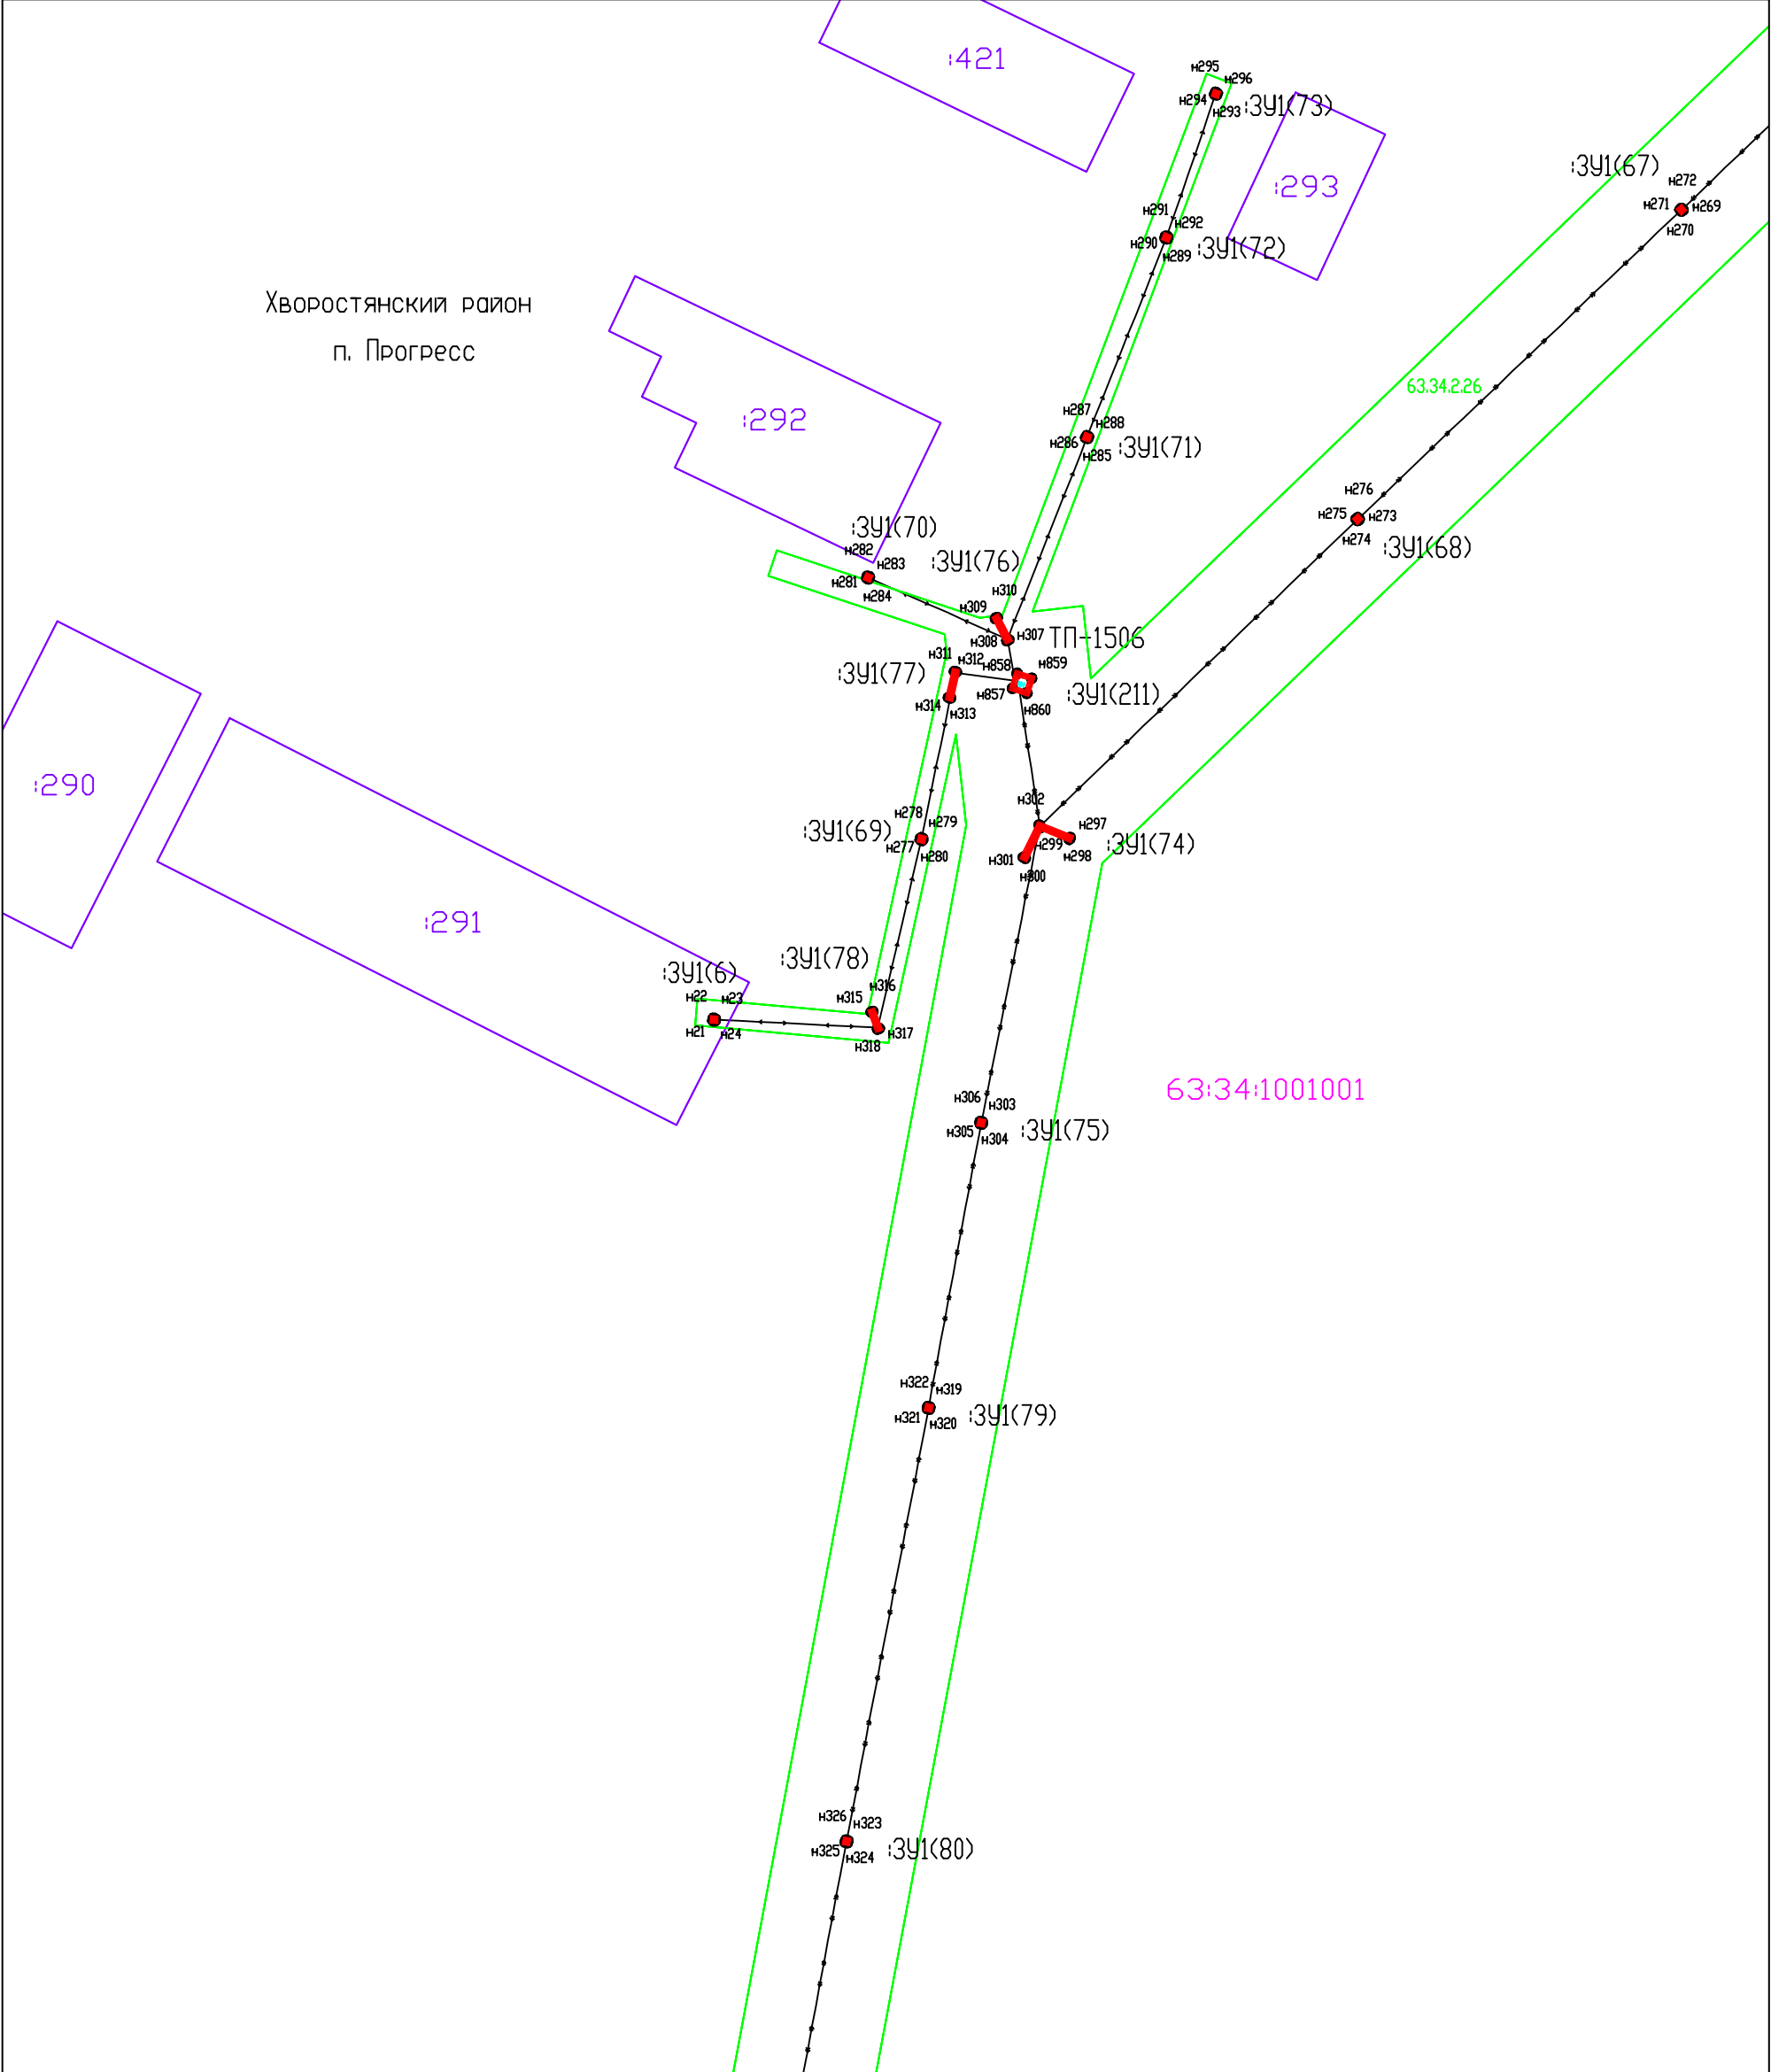 :421
н295
н296
н294
н293
:ЗУ1(73)
:293
:ЗУ1(67)
н272
н271
н269
н270
н291
н292
н290
н289
:ЗУ1(72)
Хворостянский район
п. Прогресс
63.34.2.26
:292
н287
н288
н286
н285
:ЗУ1(71)
н276
н275
н273
н274
:ЗУ1(68)
:ЗУ1(70)
н282
н283
н281
н284
:ЗУ1(76)
н310
н309
н307
н308
ТП-1506
н311
н312
:ЗУ1(77)
н314
н313
н858
н859
н857
н860
:ЗУ1(211)
:290
н302
н297
н299
н298
н301
н300
:ЗУ1(74)
н278
н279
:ЗУ1(69)
н277
н280
:291
:ЗУ1(78)
:ЗУ1(6)
н22
н23
н21
н24
н316
н315
н317
н318
63:34:1001001
н306
н303
н305
н304
:ЗУ1(75)
н322
н319
н321
н320
:ЗУ1(79)
н326
н323
н325
н324
:ЗУ1(80)